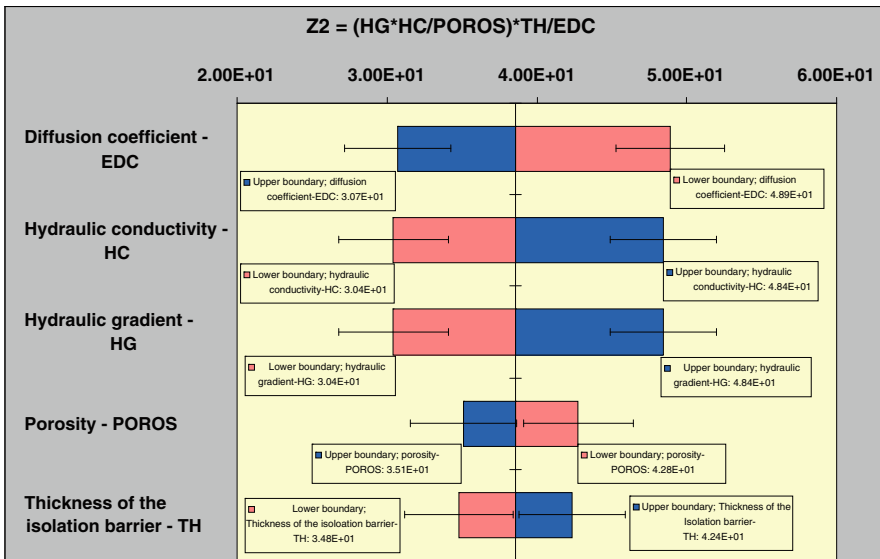 Z2 = (HG*HC/POROS)*TH/EDC
2.00E+01 3.00E+01 4.00E+01 5.00E+01 6.00E+01
Diffusion coefficient -
EDC
Upper boundary; diffusion
coefficient-EDC: 3.07E+01
Lower boundary; diffusion
coefficient-EDC: 4.89E+01
Hydraulic conductivity -
HC
Lower boundary; hydraulic
conductivity-HC: 3.04E+01
Upper boundary; hydraulic
conductivity-HC: 4.84E+01
Hydraulic gradient -
HG
Lower boundary; hydraulic
gradient-HG: 3.04E+01
Upper boundary; hydraulic
gradient-HG: 4.84E+01
Porosity - POROS
Upper boundary; porosity-
POROS: 3.51E+01
Lower boundary; porosity-
POROS: 4.28E+01
Thickness of the
isolation barrier - TH
Lower boundary;
Thickness of the isoloation barrier-
TH: 3.48E+01
Upper boundary; Thickness of the
Isolation barrier-
TH: 4.24E+01